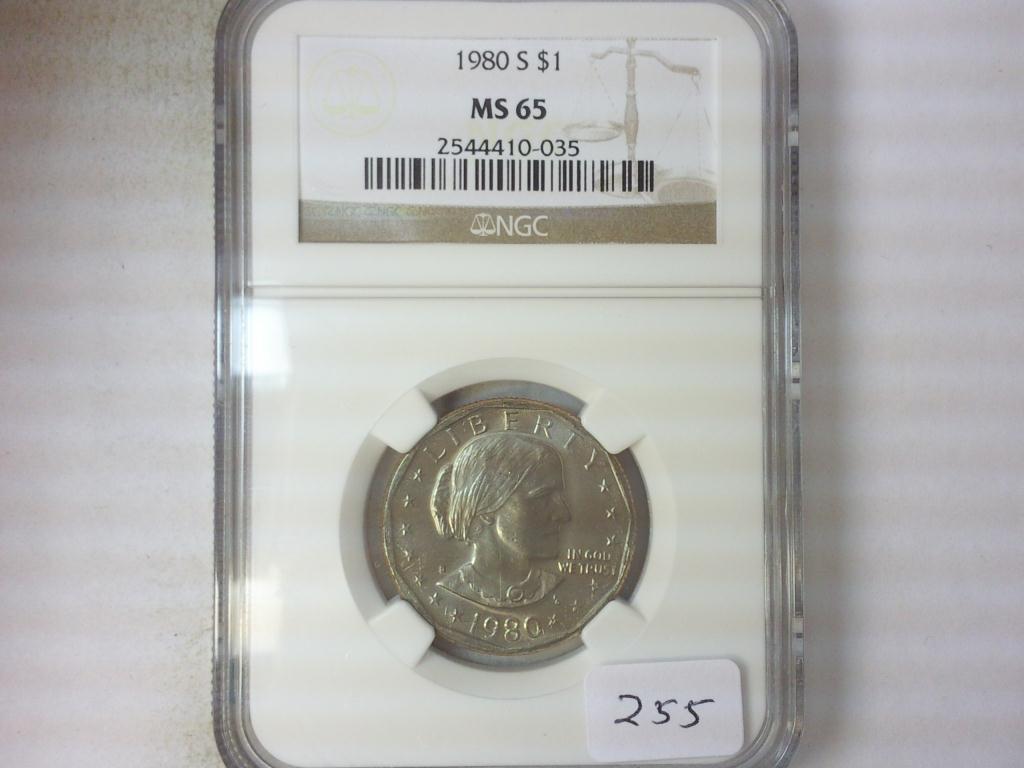 1980 S $1
MS 65
2544410-035
NGC
LIBERTY
S
IN GOD
WE TRUST
1980
255